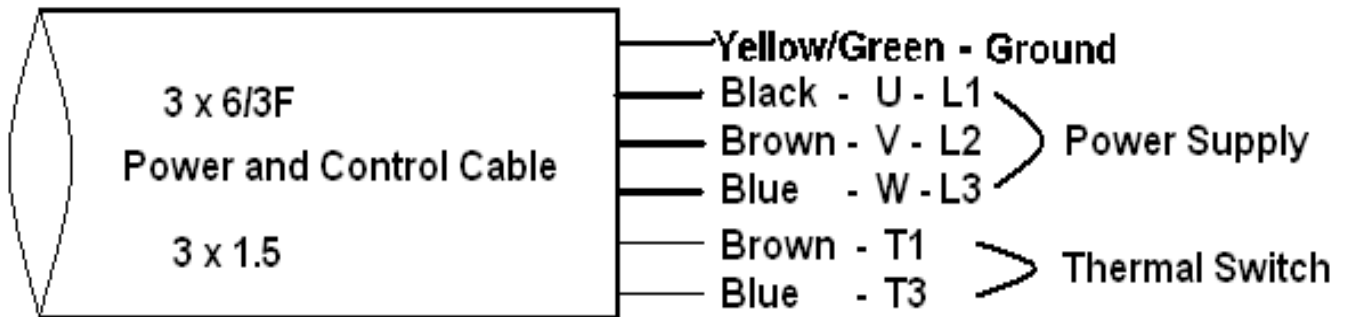 Yellow/Green - Ground
3 x 6/3F
Black - U - L1
Brown - V - L2
Power Supply
Power and Control Cable
Blue - W - L3
3 x 1.5
Brown - T1
Thermal Switch
Blue - T3